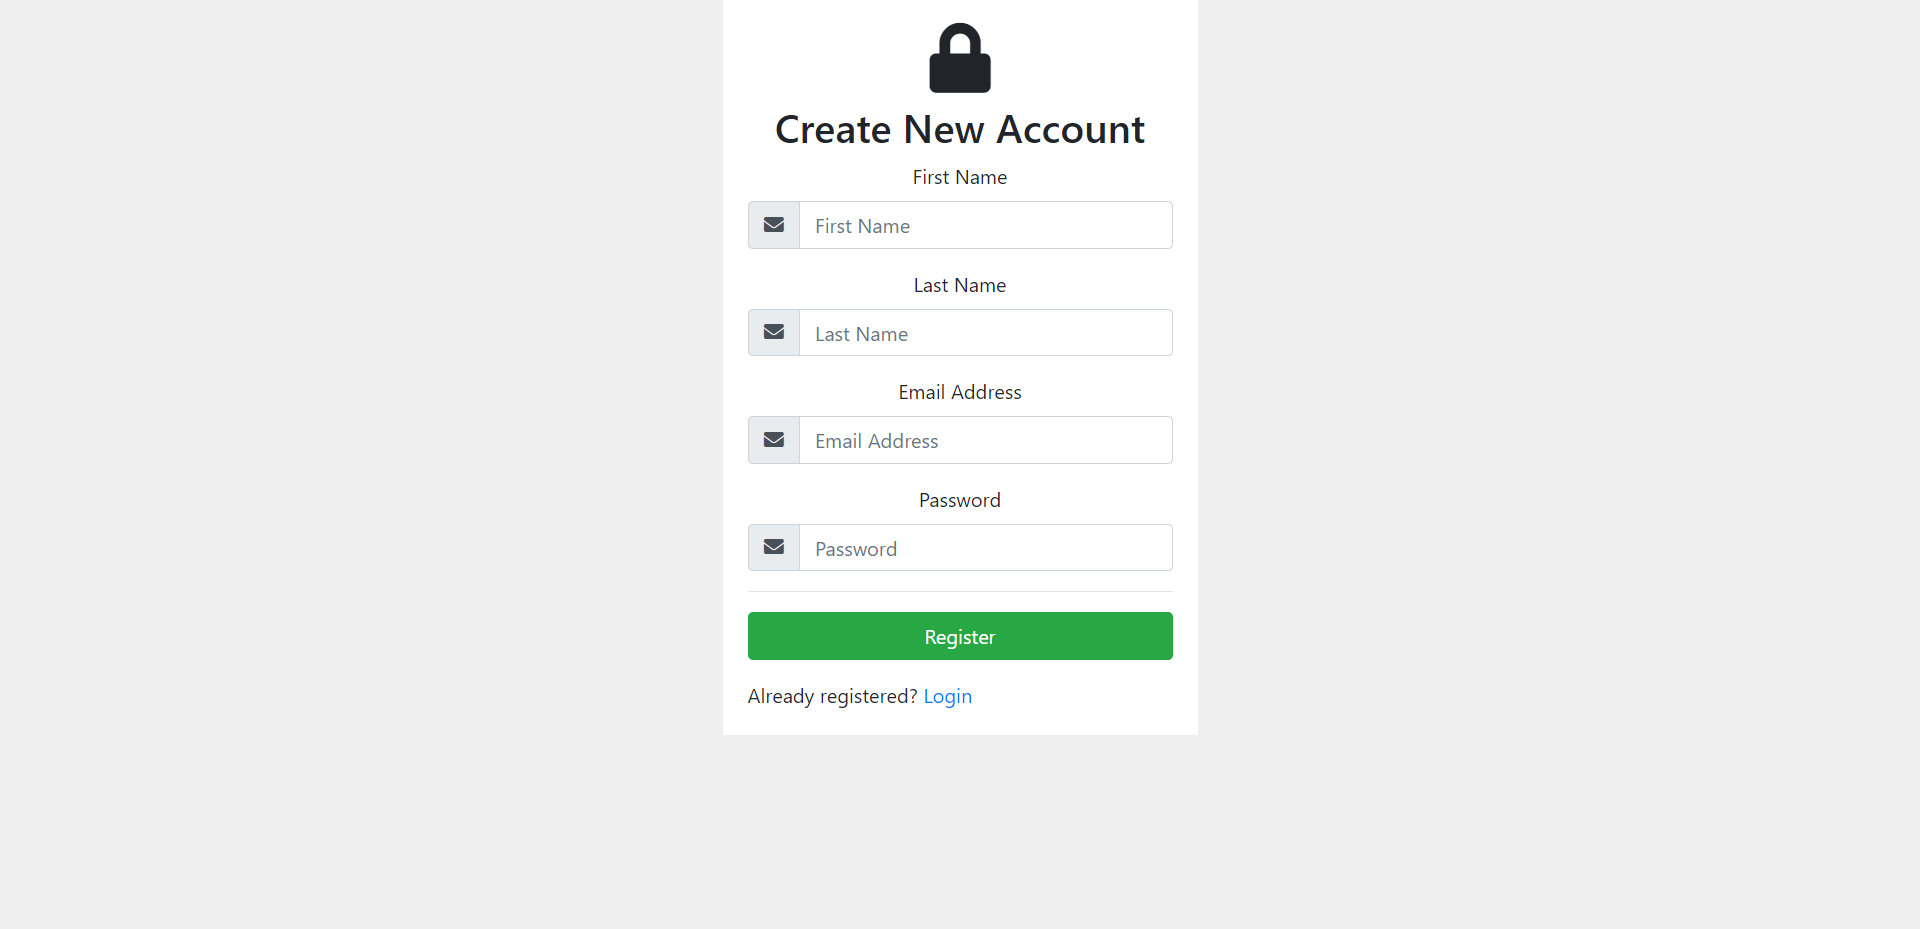 Create New Account
First Name
First Name
Last Name
Last Name
Email Address
Email Address
Password
Password
Register
Already registered? Login